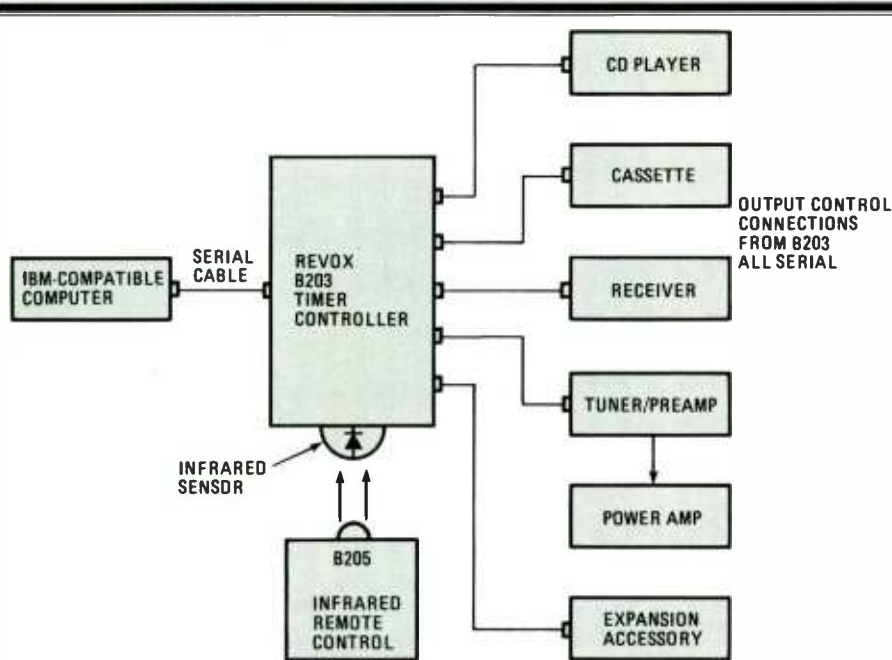 CD PLAYER
CASSETTE
OUTPUT CONTROL
CONNECTIONS
FROM B203
ALL SERIAL
SERIAL
CABLE
REVOX
B203
TIMER
CONTROLLER
IBM-COMPATIBLE
COMPUTER
RECEIVER
TUNER/PREAMP
INFRARED
SENSOR
POWER AMP
B205
INFRARED
REMOTE
CONTROL
EXPANSION
ACCESSORY